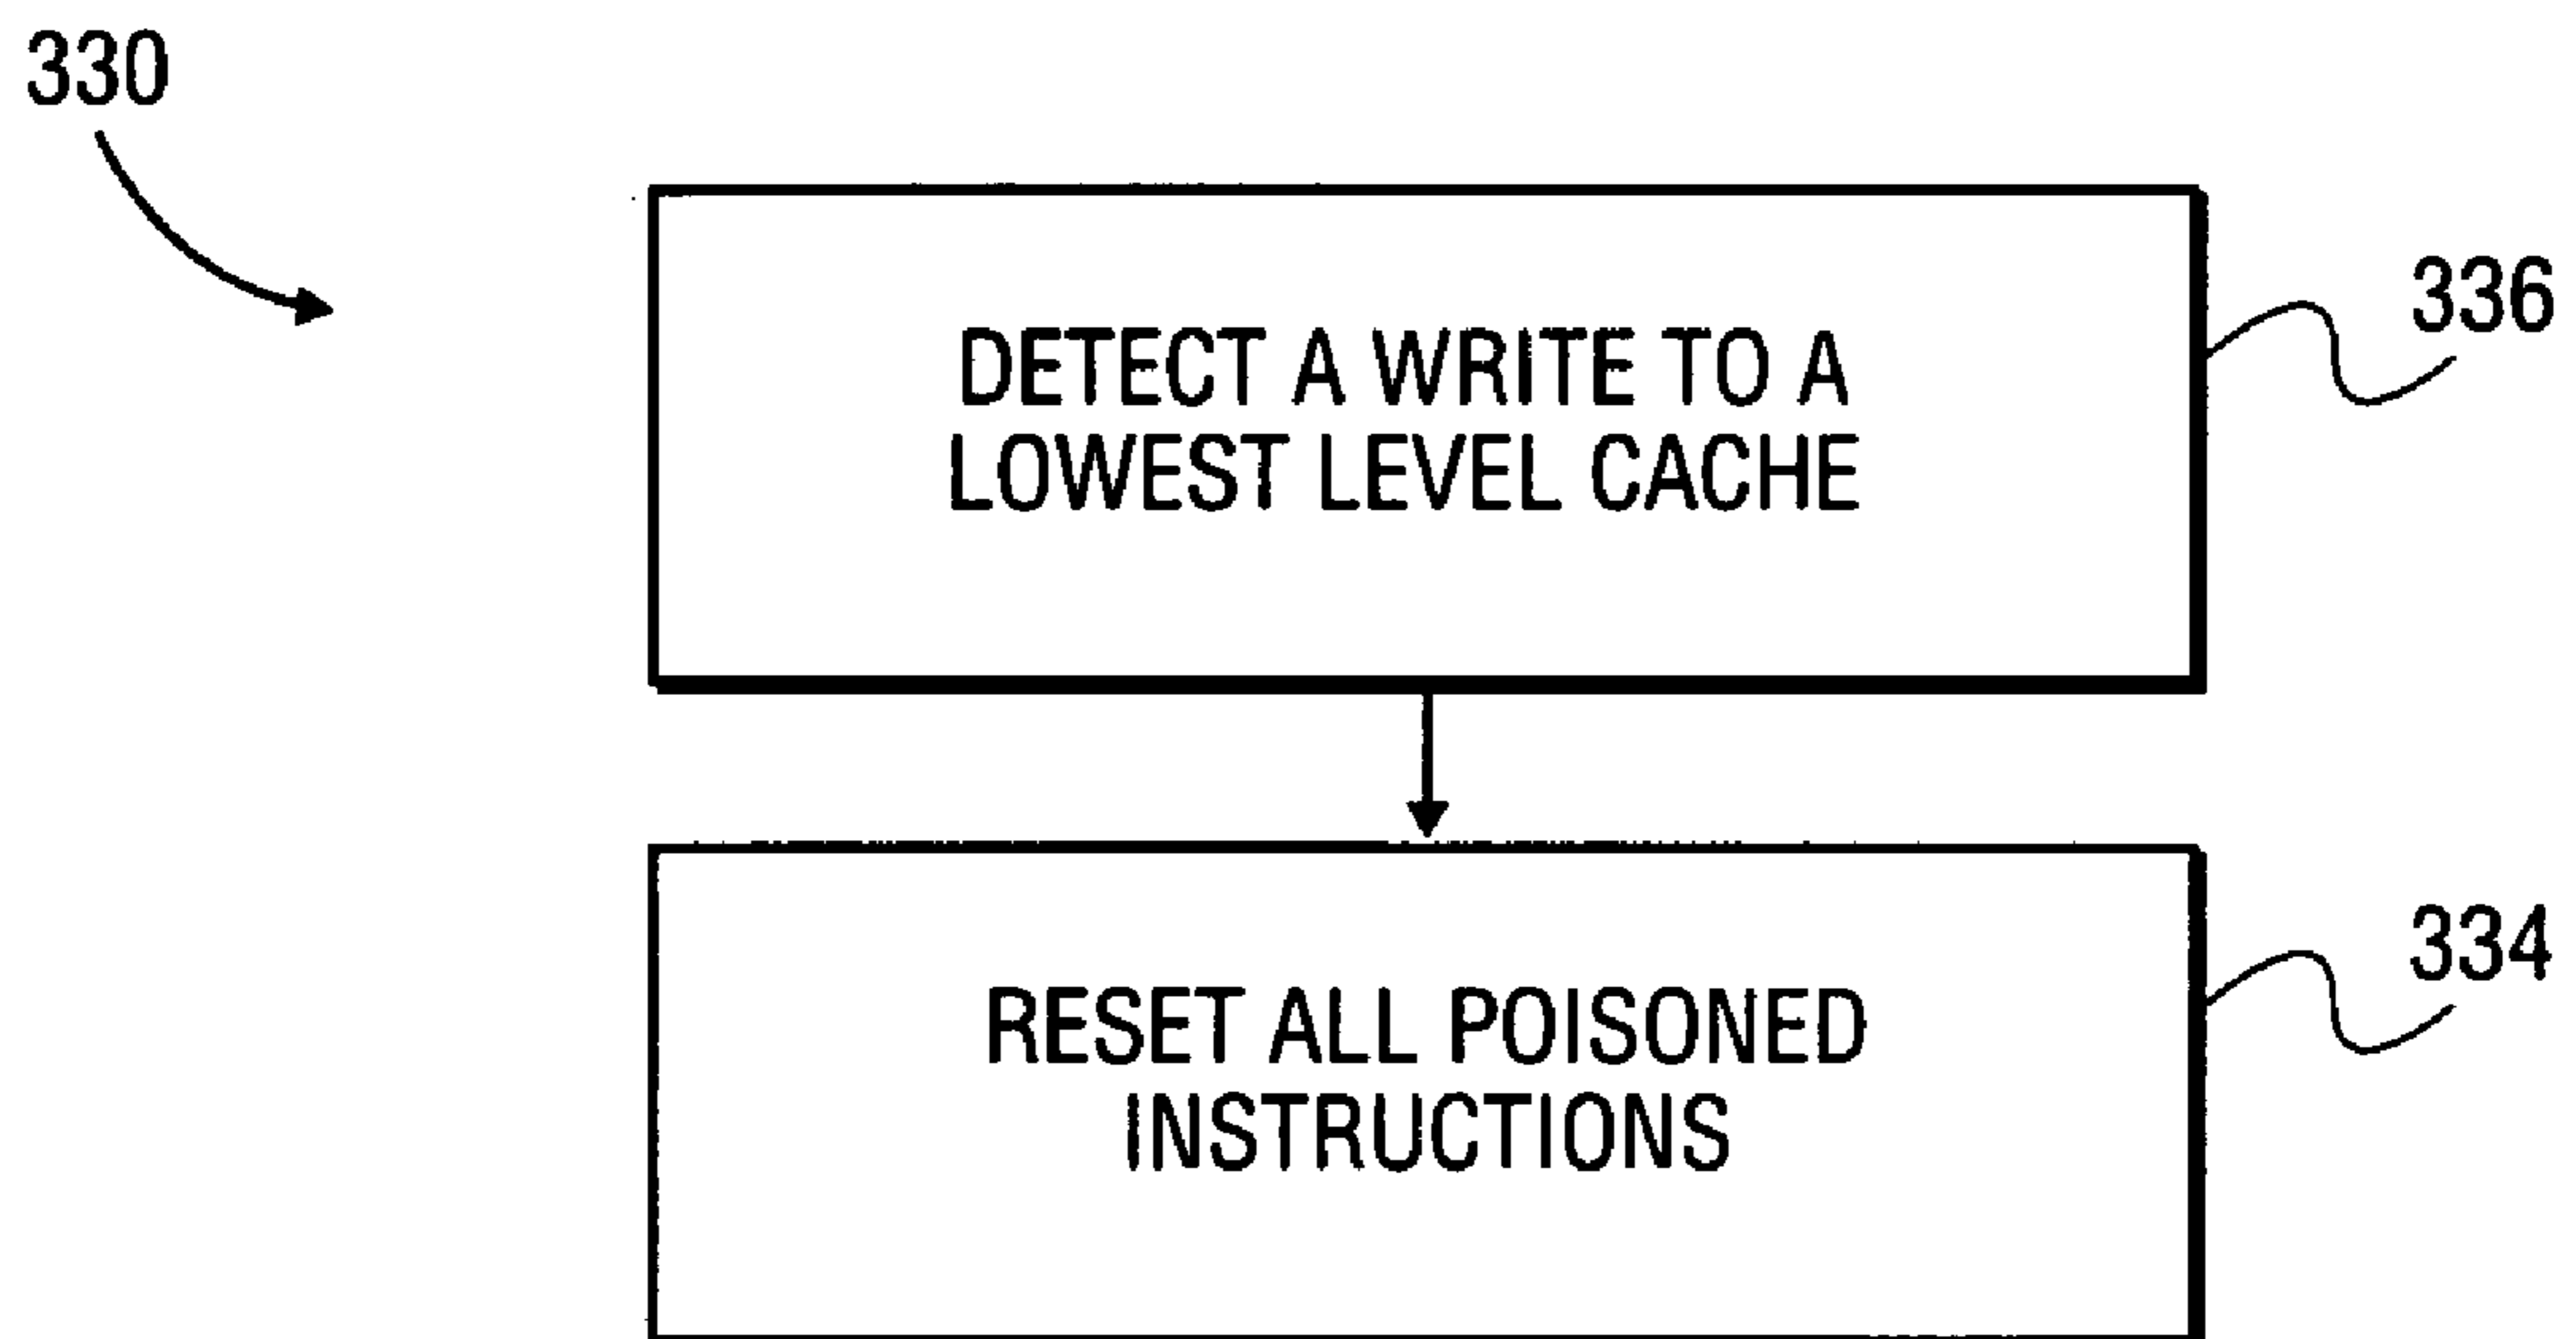 330
DETECT A WRITE TO A
LOWEST LEVEL CACHE
336
RESET ALL POISONED
INSTRUCTIONS
334